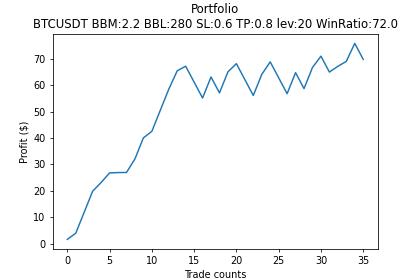 Portfolio
BTCUSDT BBM:2.2 BBL:280 SL:0.6 TP:0.8 lev:20 WinRatio:72.0
Profit ($)
70
60
50
40
30
20
10
0
0 5 10 15 20 25 30 35
Trade counts